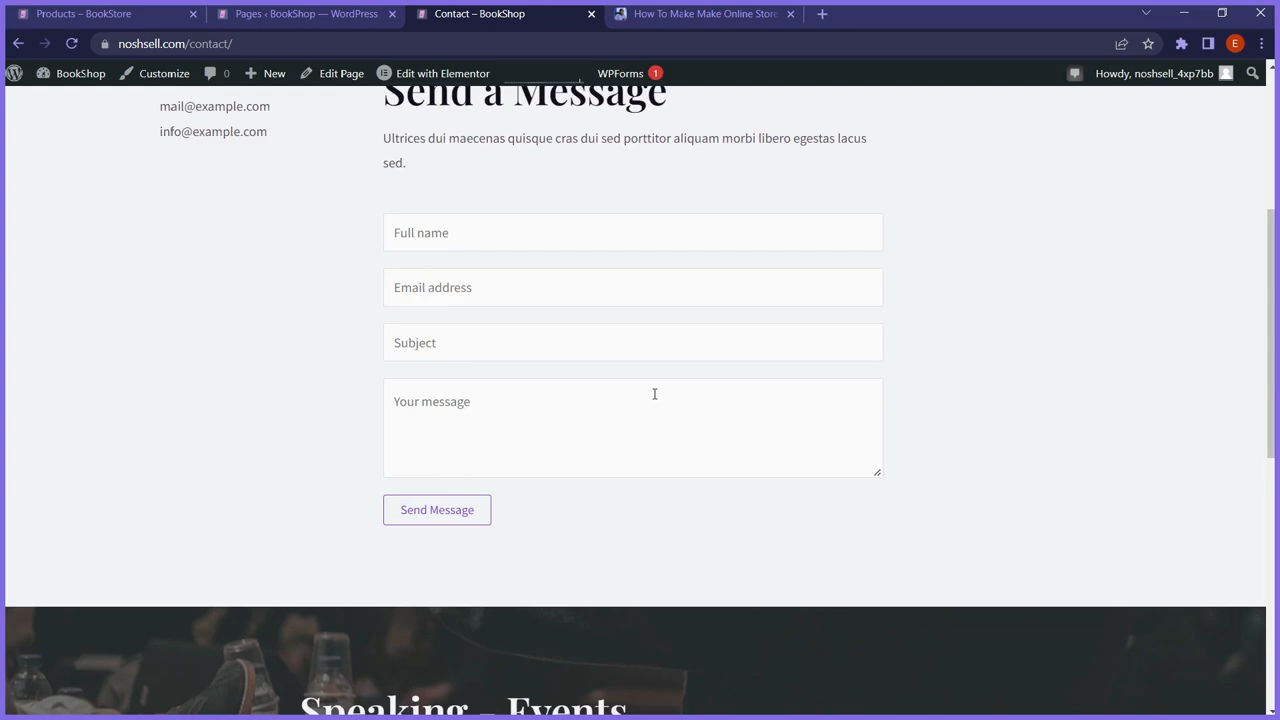 Products – BookStore
Pages ‹ BookShop — WordPress
Contact – BookShop
How To Make Make Online Store
noshsell.com/contact/
E
BookShop
Customize
0
New
Edit Page
Edit with Elementor
WPForms 1
Howdy, noshsell_4xp7bb
Send a Message
mail@example.com
info@example.com
Ultrices dui maecenas quisque cras dui sed porttitor aliquam morbi libero egestas lacus
sed.
Full name
Email address
Subject
Your message
Send Message
Speaking – Events